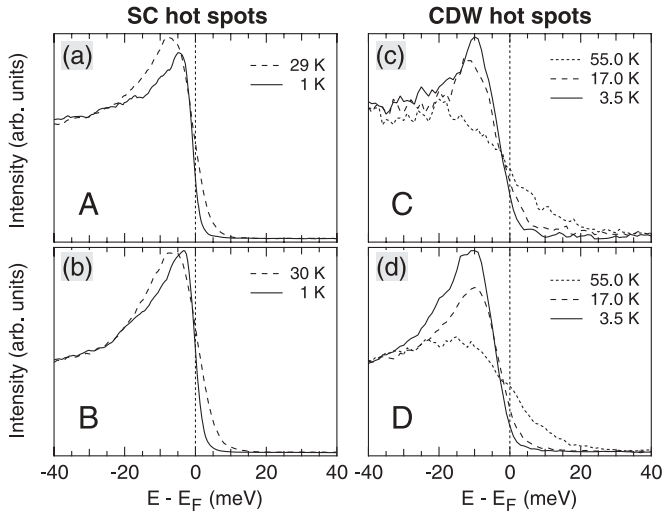 SC hot spots
CDW hot spots
(a)
29 K
1 K
A
(c)
55.0 K
17.0 K
3.5 K
C
(b)
30 K
1 K
B
(d)
55.0 K
17.0 K
3.5 K
D
Intensity (arb. units)
Intensity (arb. units)
-40 -20 0 20 40
-40 -20 0 20 40
E - EF (meV)
E - EF (meV)